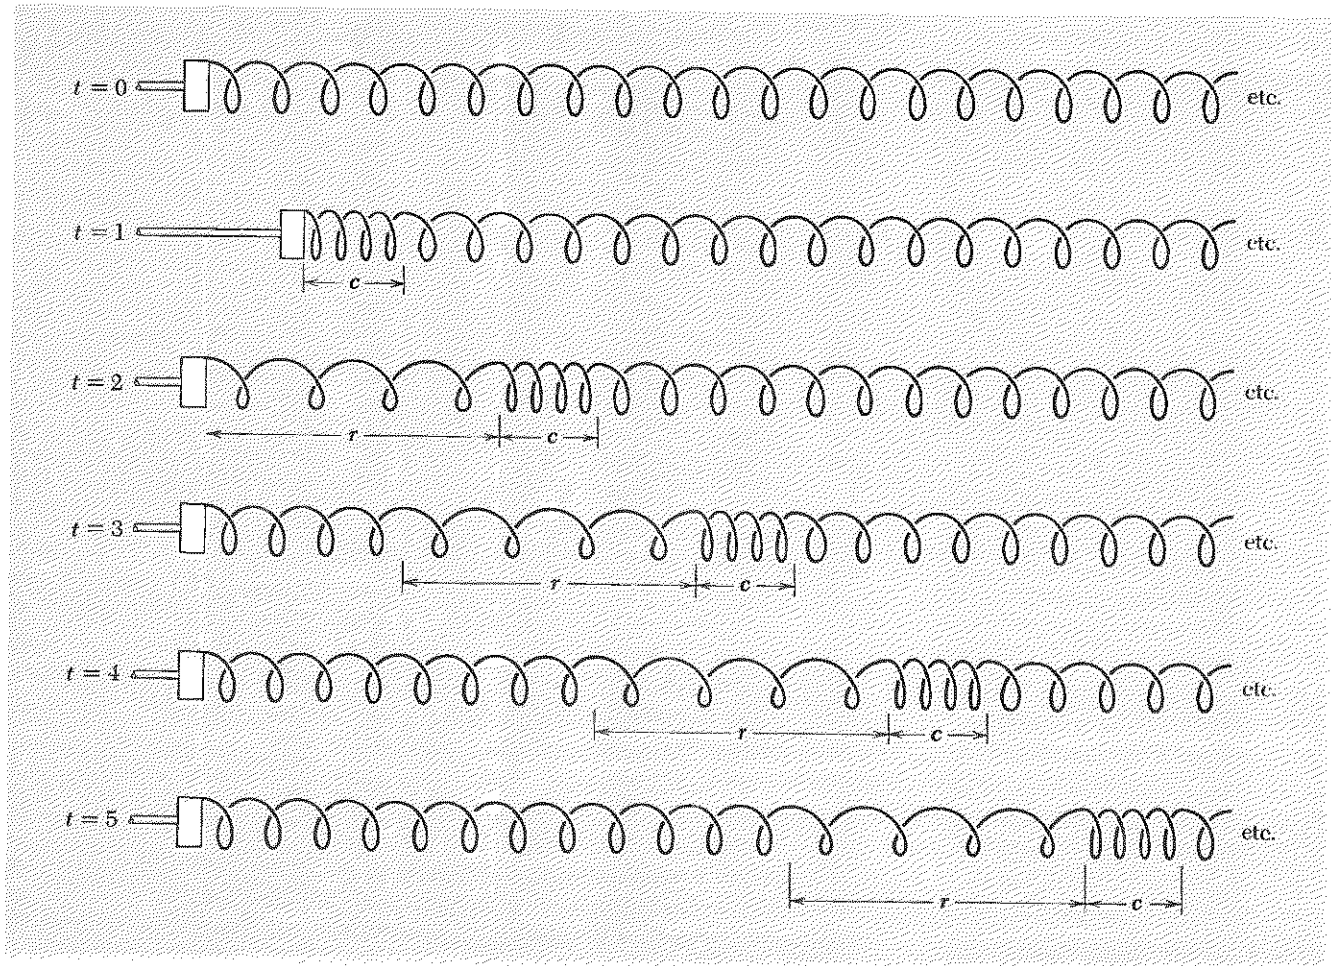 t = 0 etc.
t = 1 etc.
c
t = 2 etc.
r c
t = 3 etc.
r c
t = 4 etc.
r c
t = 5 etc.
r c